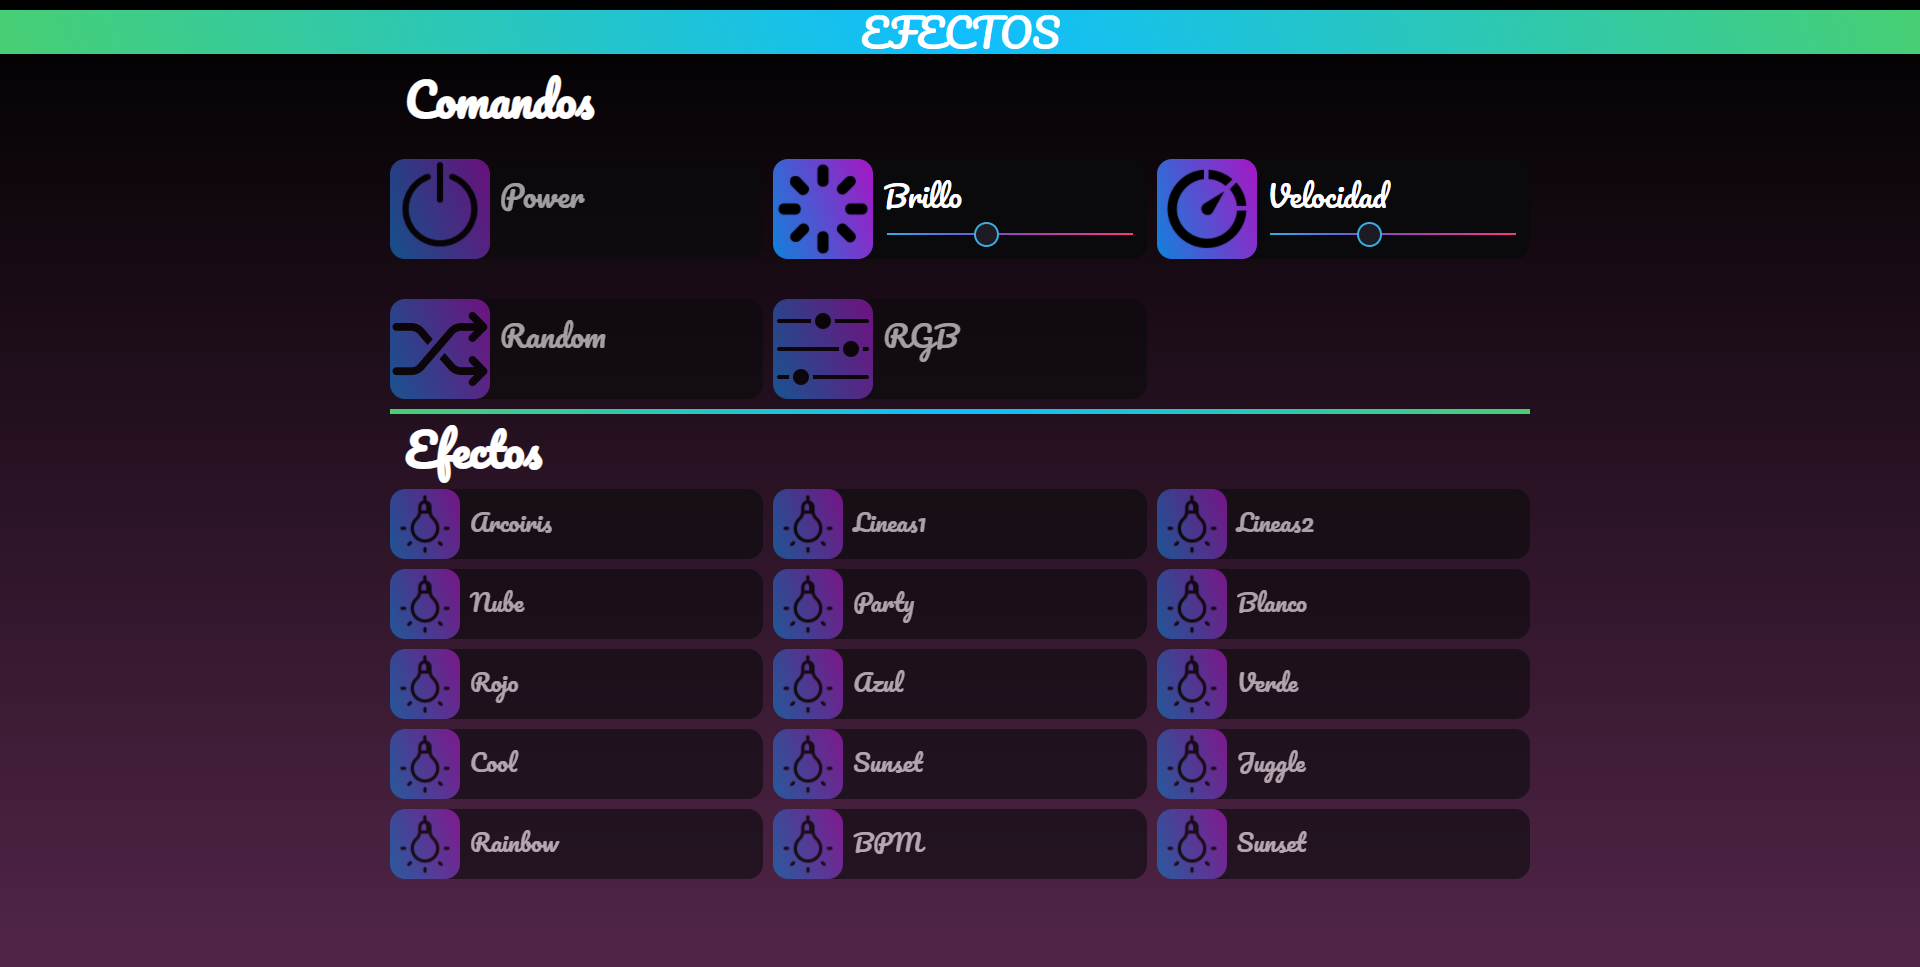 EFECTOS
Comandos
Power
Brillo
Velocidad
Random
RGB
Efectos
Arcoiris
Lineas1
Lineas2
Nube
Party
Blanco
Rojo
Azul
Verde
Cool
Sunset
Juggle
Rainbow
BPM
Sunset